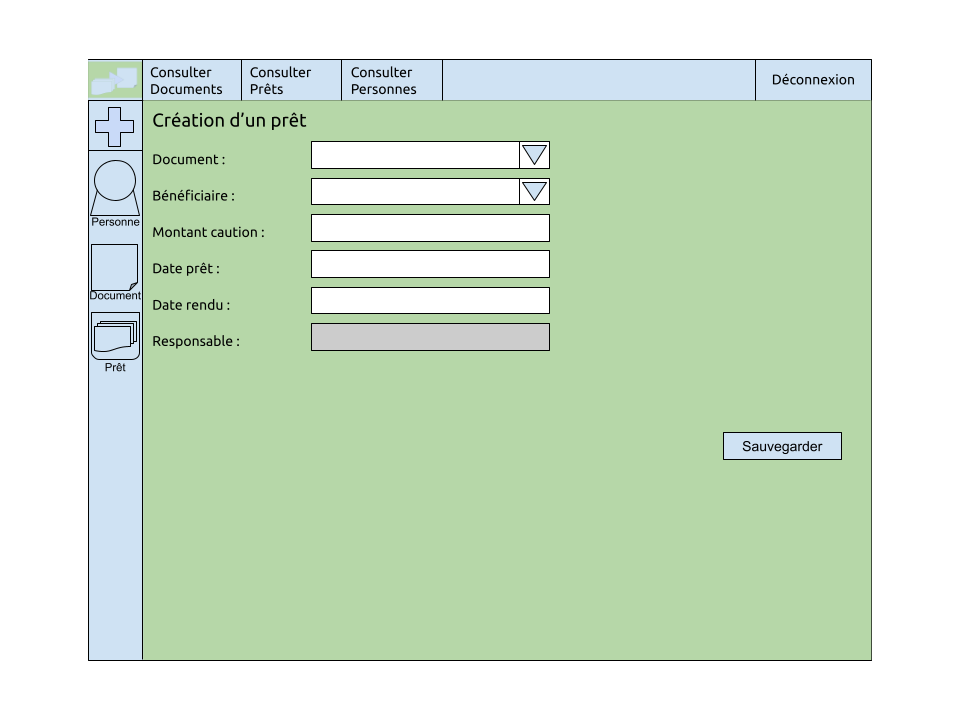 Consulter
Documents
Consulter
Prêts
Consulter
Personnes
Déconnexion
Création d’un prêt
Document :
Bénéficiaire :
Montant caution :
Date prêt :
Date rendu :
Responsable :
Personne
Document
Prêt
Sauvegarder